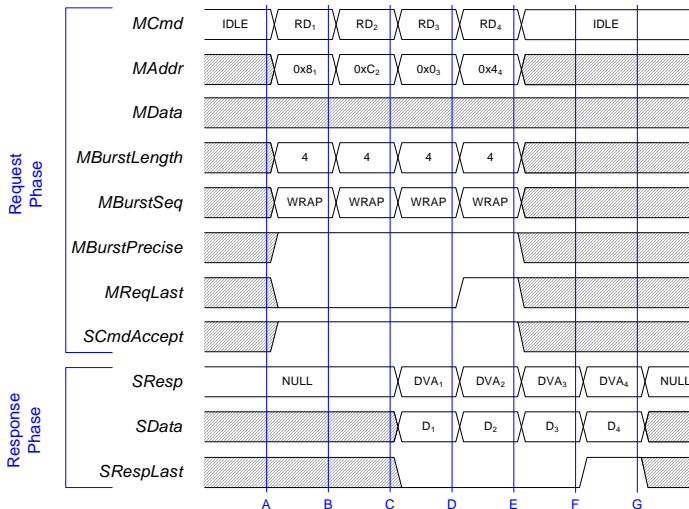 MCmd IDLE RD₁ RD₂ RD₃ RD₄ IDLE
MAddr 0x8₁ 0xC₂ 0x0₃ 0x4₄
MData
MBurstLength 4 4 4 4
MBurstSeq WRAP WRAP WRAP WRAP
MBurstPrecise
MReqLast
SCmdAccept
Request
Phase
SResp NULL DVA₁ DVA₂ DVA₃ DVA₄ NULL
SData D₁ D₂ D₃ D₄
SRespLast
Response
Phase
A B C D E F G